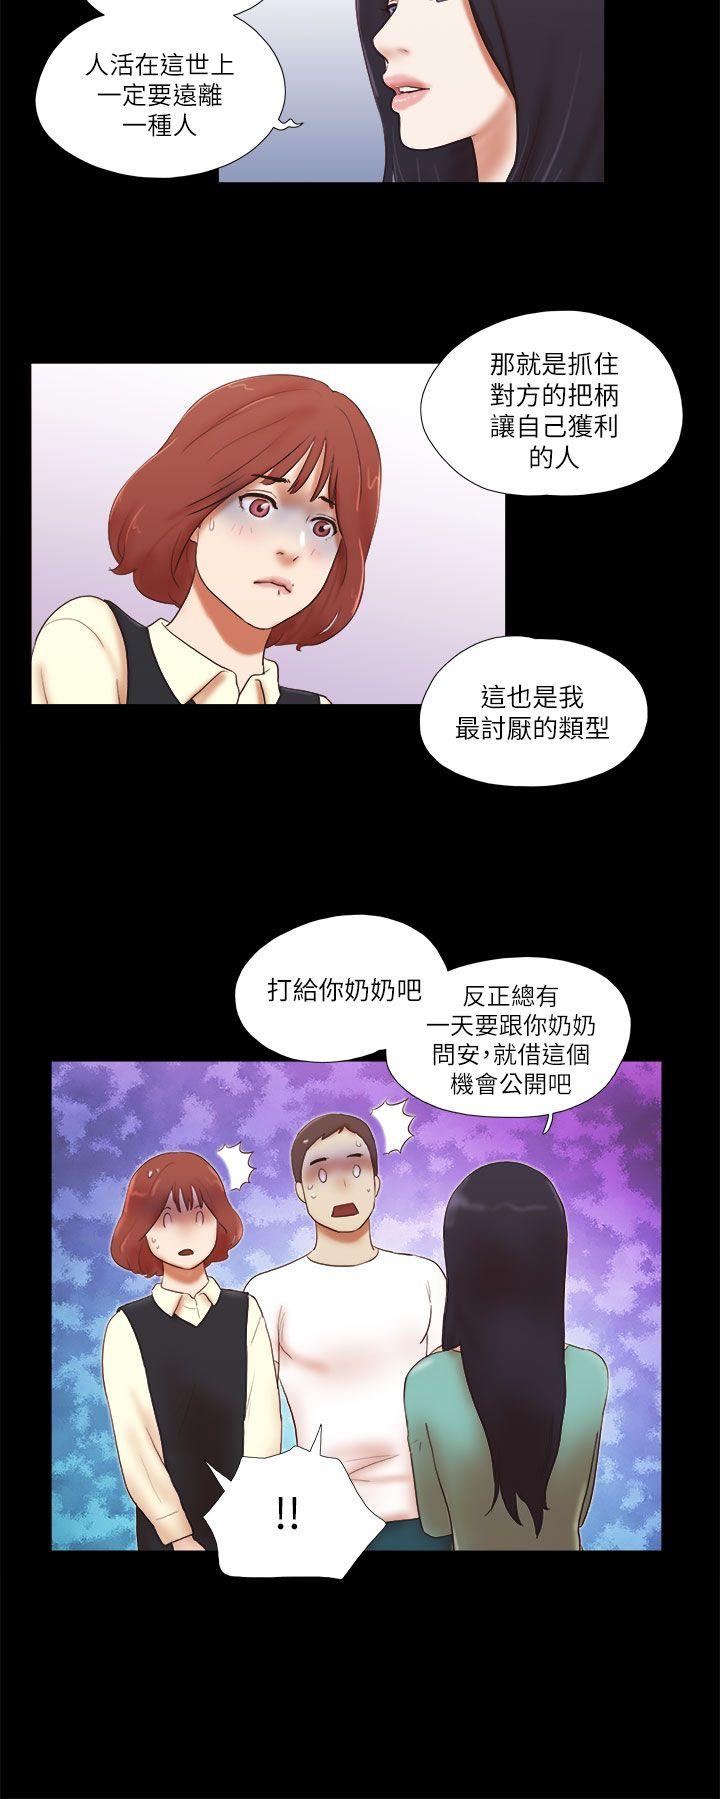 人活在這世上
一定要遠離
一種人
那就是抓住
對方的把柄
讓自己獲利
的人
這也是我
最討厭的類型
打給你奶奶吧
反正總有
一天要跟你奶奶
問安，就借這個
機會公開吧
!!